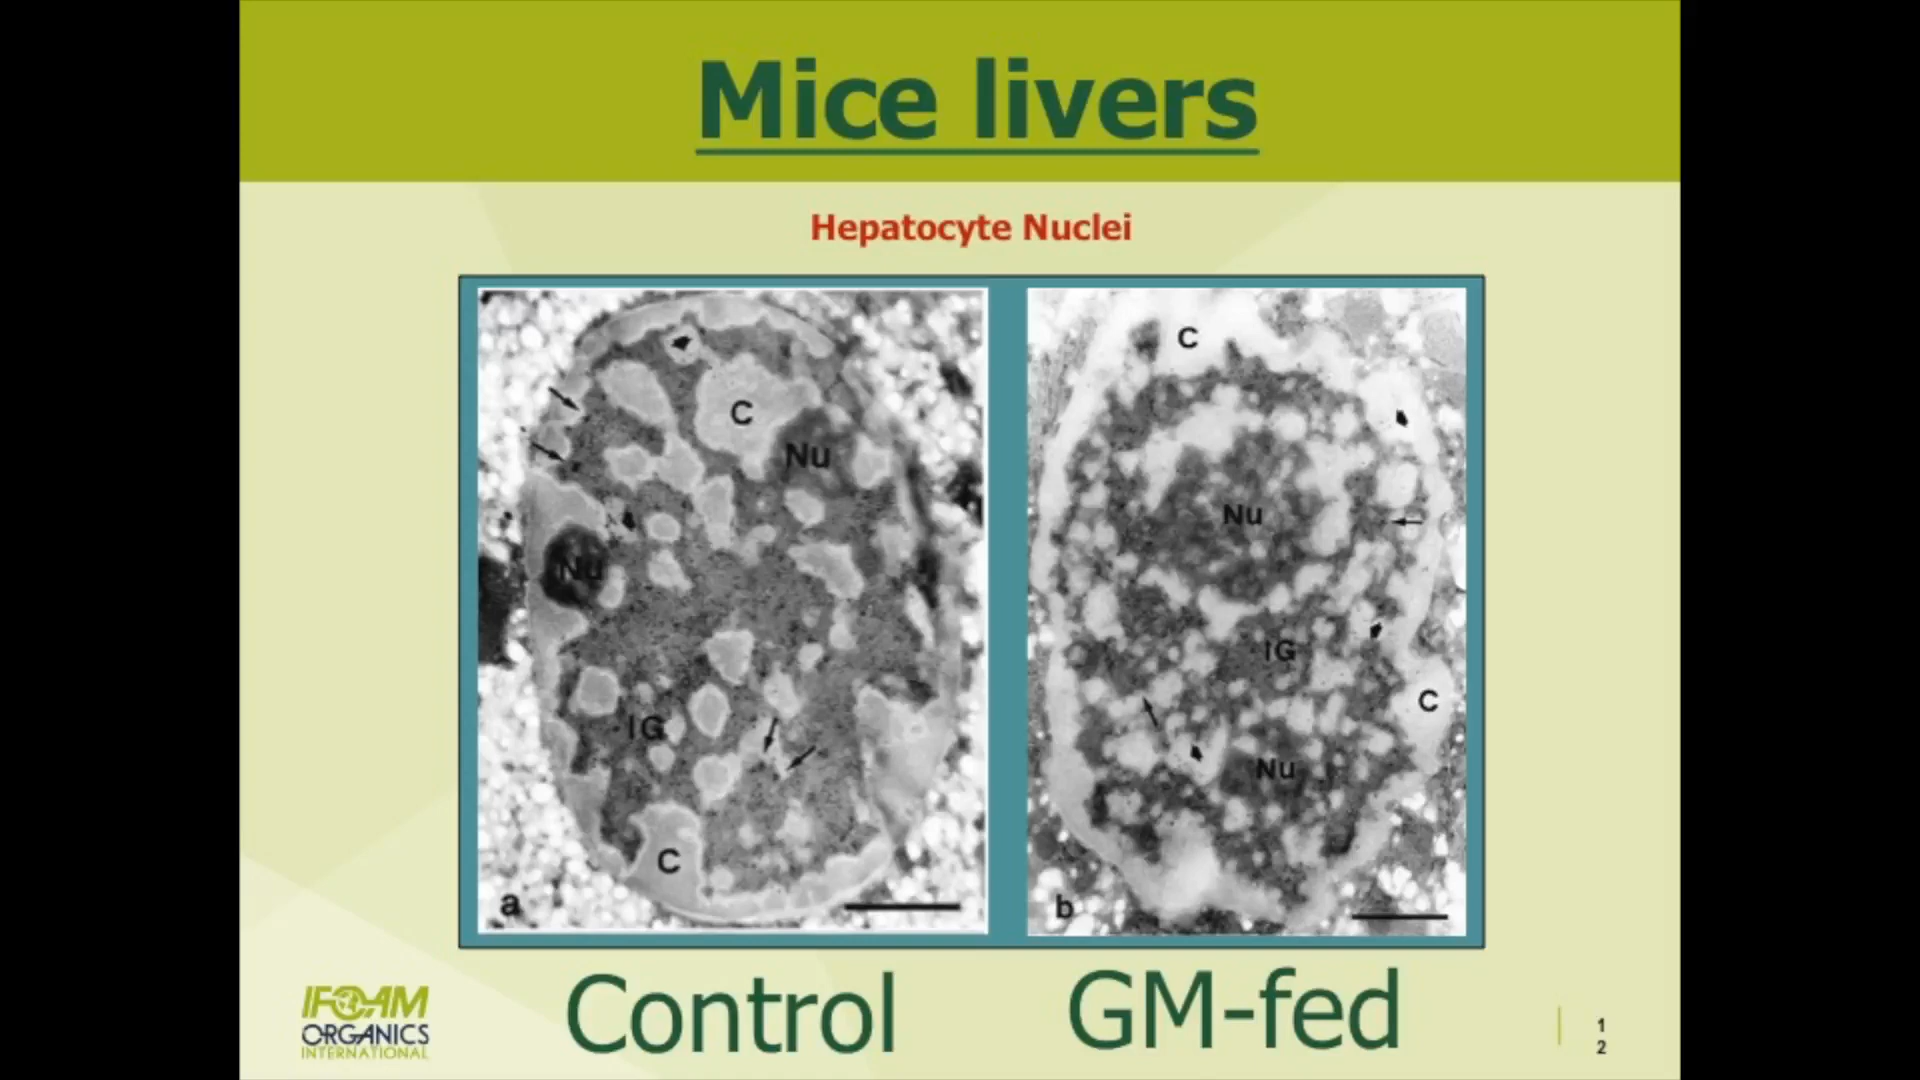 Mice livers
Hepatocyte Nuclei
C
Nu
Nu
IG
C
a
C
Nu
IG
C
Nu
b
Control
GM-fed
IFOAM
ORGANICS
INTERNATIONAL
1
2